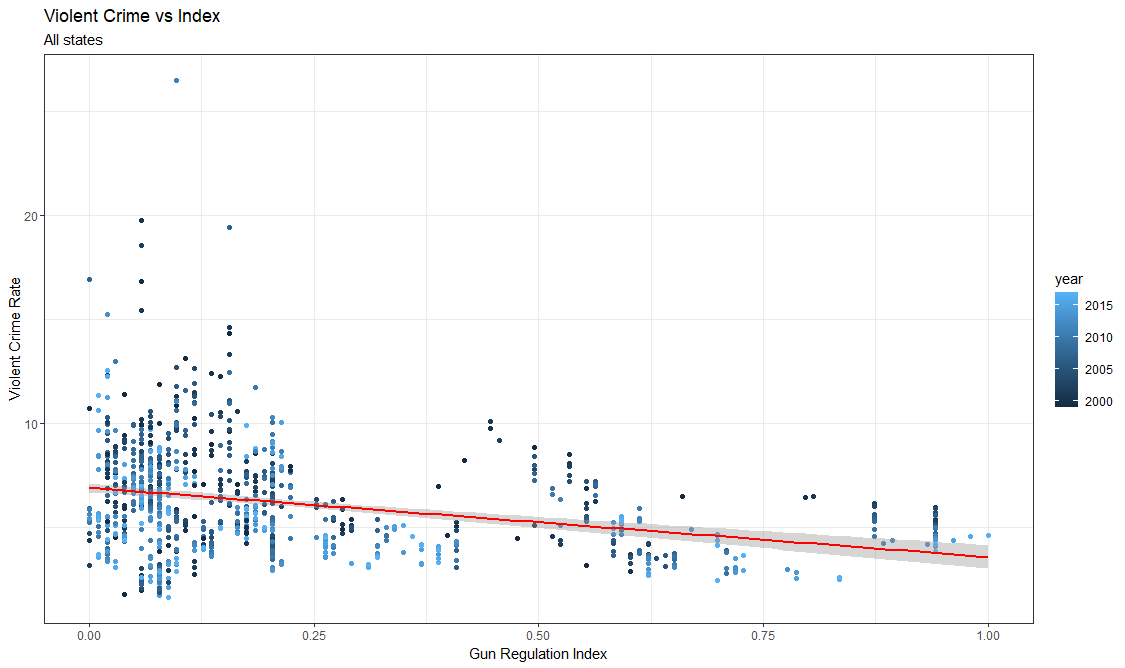 Violent Crime vs Index
All states
Violent Crime Rate
20
10
0.00
0.25
0.50
0.75
1.00
Gun Regulation Index
year
2015
2010
2005
2000